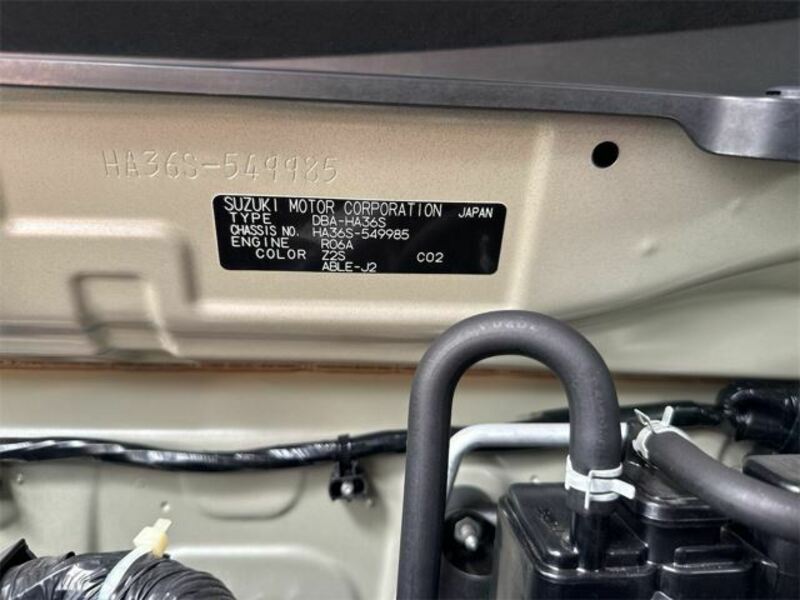 HA36S-549985
SUZUKI MOTOR CORPORATION JAPAN
TYPE DBA-HA36S
CHASSIS NO. HA36S-549985
ENGINE R06A
COLOR Z2S C02
ABLE-J2